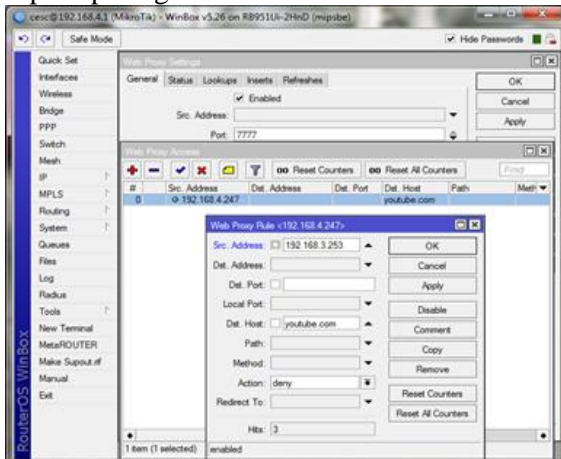 cesc@192.168.4.1 (MikroTik) - WinBox v5.26 on RB951Ui-2HnD (mipsbe)
Safe Mode
Hide Passwords
Quick Set
Interfaces
Wireless
Bridge
PPP
Switch
Mesh
IP
MPLS
Routing
System
Queues
Files
Log
Radius
Tools
New Terminal
MetaROUTER
Make Supout.rif
Manual
Exit
RouterOS WinBox
Web Proxy Settings
General Status Lookups Inserts Refreshes
Enabled
Src. Address:
Port: 7777
OK
Cancel
Apply
Web Proxy Access
00 Reset Counters 00 Reset All Counters
Find
# Src. Address Dst. Address Dst. Port Dst. Host Path Meth
0 192.168.4.247 youtube.com
Web Proxy Rule <192.168.4.247>
Src. Address: 192.168.3.253
Dst. Address:
Dst. Port:
Local Port:
Dst. Host: youtube.com
Path:
Method:
Action: deny
Redirect To:
Hits: 3
OK
Cancel
Apply
Disable
Comment
Copy
Remove
Reset Counters
Reset All Counters
1 item (1 selected)
enabled